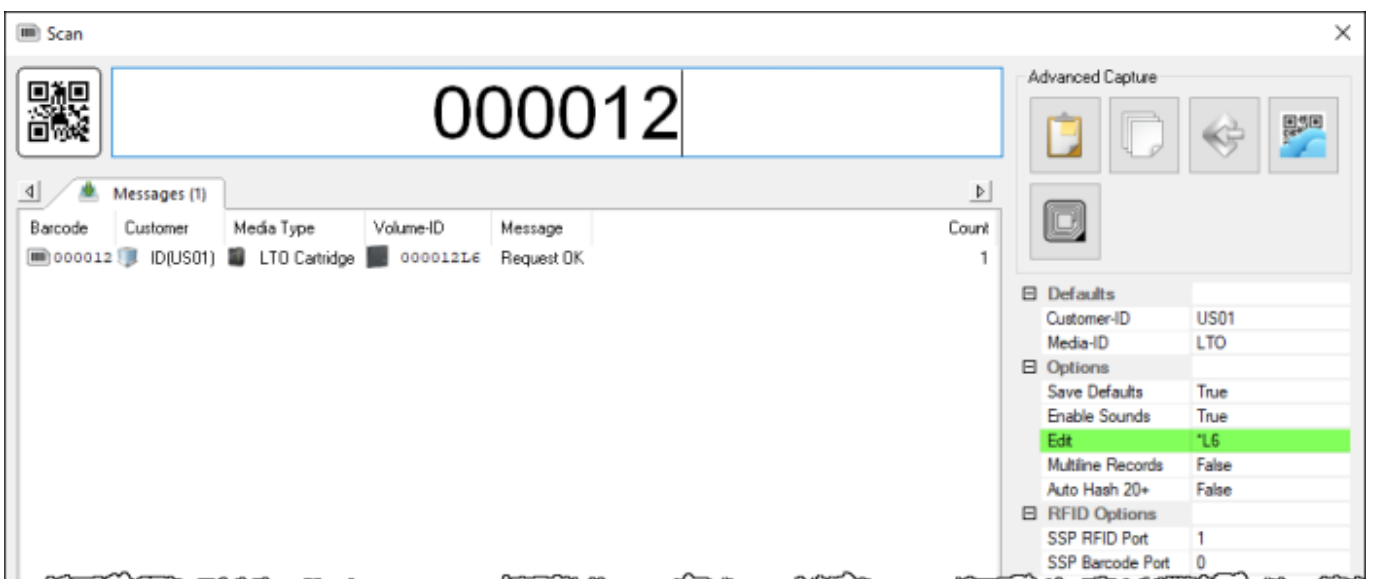 Scan
000012
Advanced Capture
Messages (1)
Barcode Customer Media Type Volume-ID Message Count
000012 ID(US01) LTO Cartridge 000012L6 Request OK 1
Defaults
Customer-ID US01
Media-ID LTO
Options
Save Defaults True
Enable Sounds True
Edit *L6
Multiline Records False
Auto Hash 20+ False
RFID Options
SSP RFID Port 1
SSP Barcode Port 0